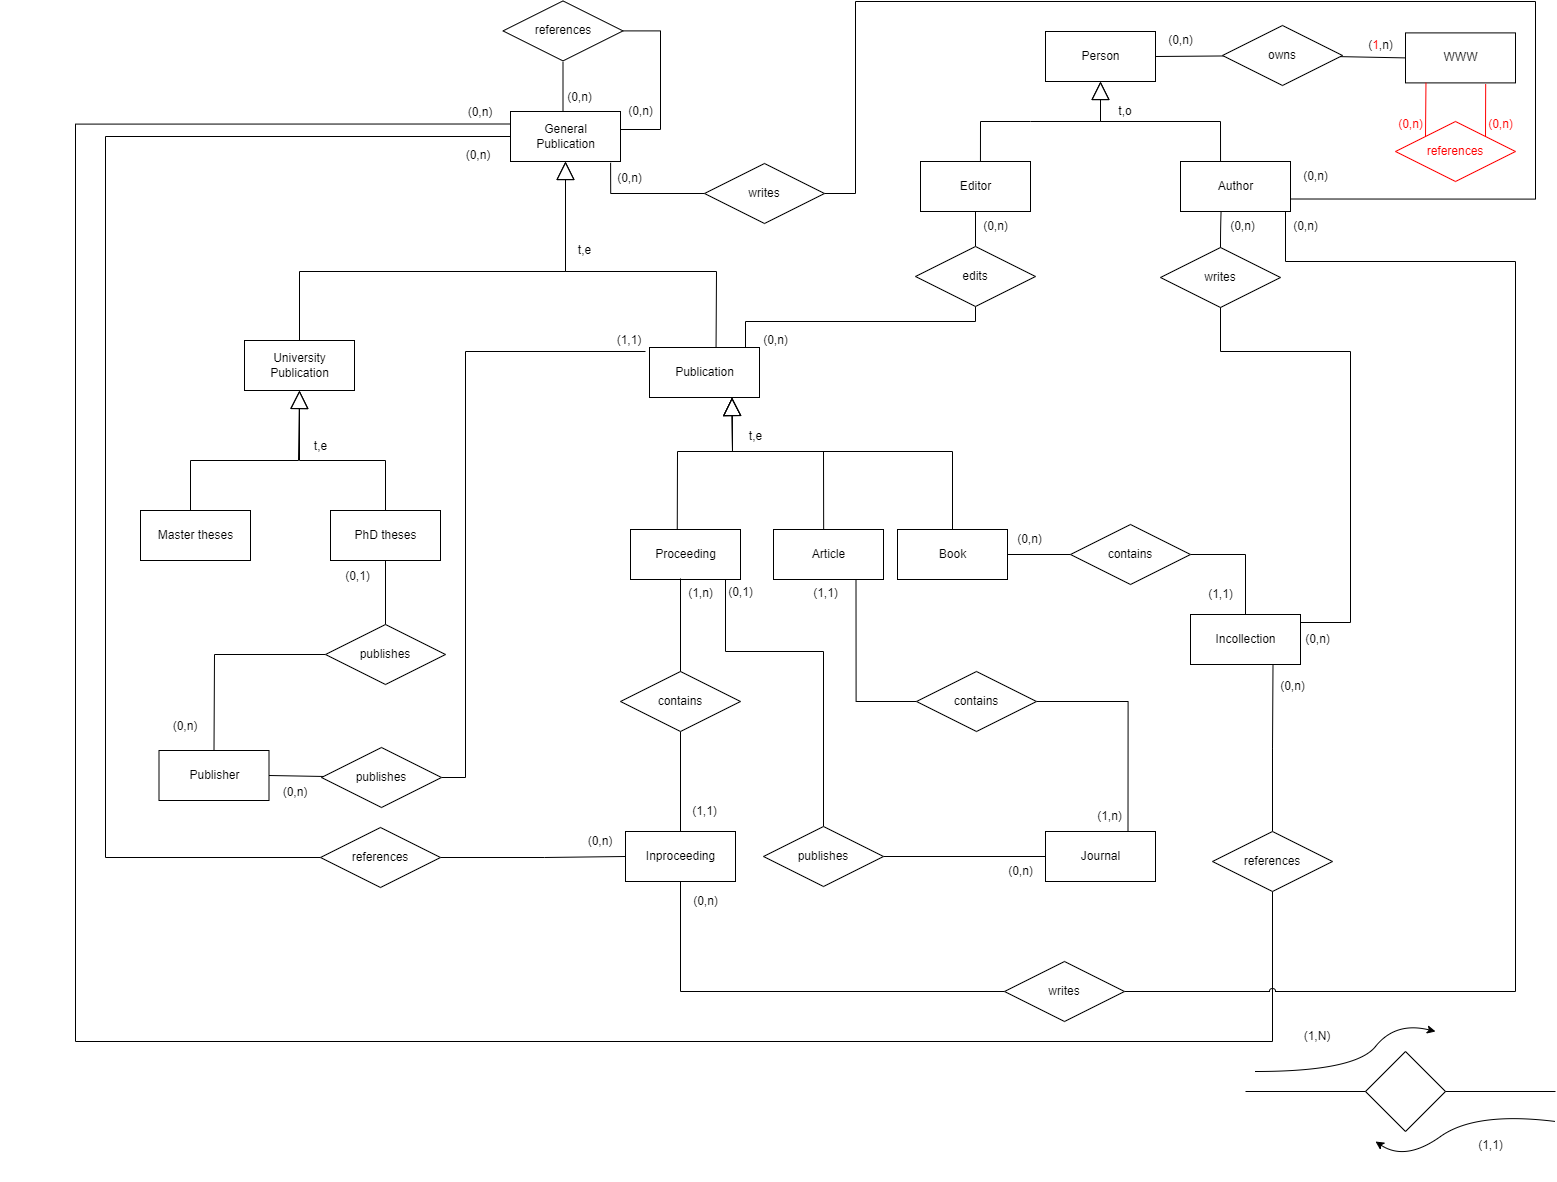 references
Person
(0,n)
owns
(1,n)
WWW
(0,n)
(0,n)
(0,n)
t,o
(0,n)
(0,n)
General
Publication
references
(0,n)
(0,n)
writes
Editor
Author
(0,n)
(0,n)
(0,n)
(0,n)
t,e
edits
writes
(1,1)
(0,n)
University
Publication
Publication
t,e
t,e
Master theses
PhD theses
Proceeding
Article
Book
(0,n)
contains
(0,1)
(1,n)
(0,1)
(1,1)
(1,1)
Incollection
(0,n)
publishes
(0,n)
contains
contains
(0,n)
Publisher
publishes
(0,n)
(1,1)
(1,n)
(0,n)
references
Inproceeding
publishes
Journal
references
(0,n)
(0,n)
writes
(1,N)
(1,1)